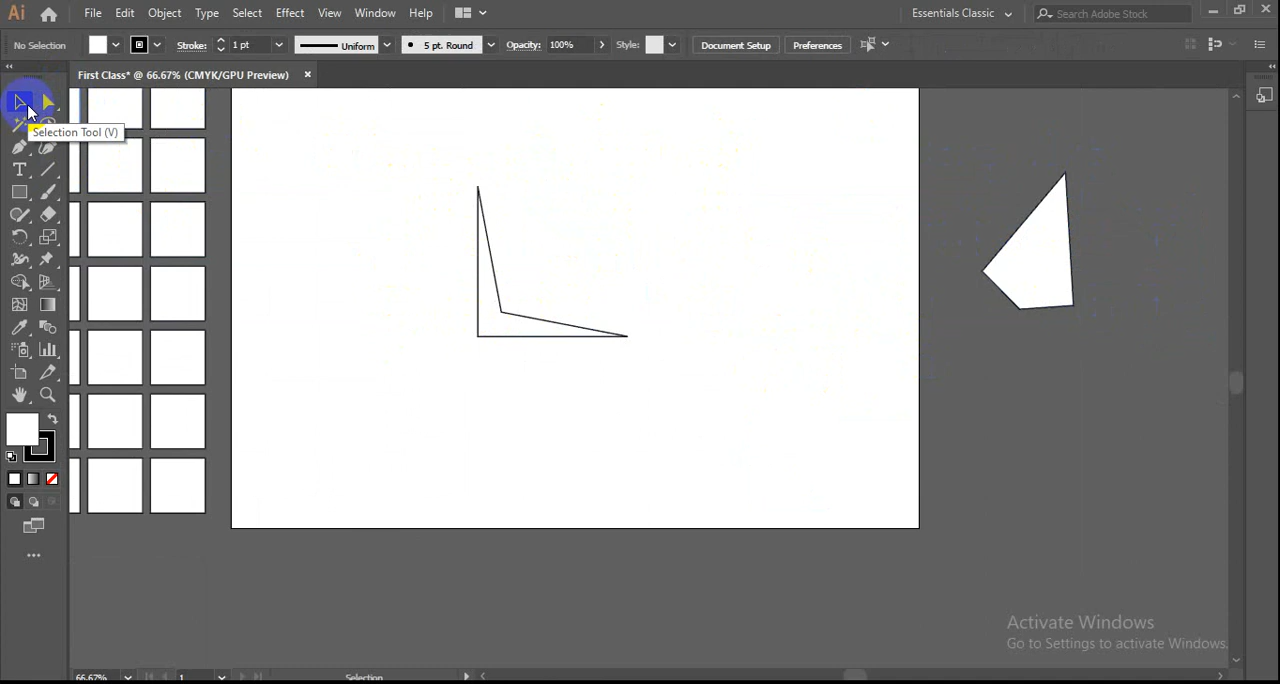 Ai File Edit Object Type Select Effect View Window Help Essentials Classic Search Adobe Stock
No Selection Stroke: 1 pt Uniform 5 pt. Round Opacity: 100% Style: Document Setup Preferences
First Class* @ 66.67% (CMYK/GPU Preview) ×
Selection Tool (V)
T
Activate Windows
Go to Settings to activate Windows.
66.67% 1 Selection